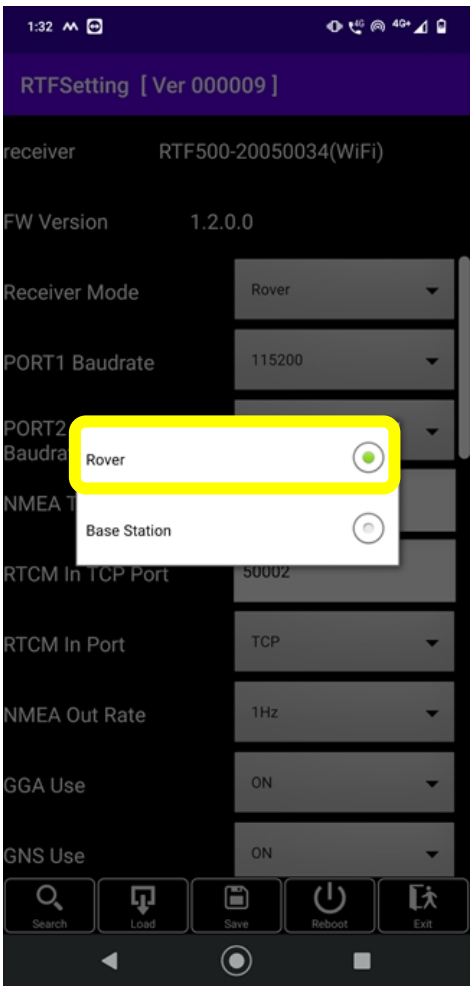 1:32 4G 4G+
RTFSetting [ Ver 000009 ]
receiver RTF500-20050034(WiFi)
FW Version 1.2.0.0
Receiver Mode Rover
PORT1 Baudrate 115200
PORT2
Baudra
Rover
NMEA T
Base Station
RTCM In TCP Port 50002
RTCM In Port TCP
NMEA Out Rate 1Hz
GGA Use ON
GNS Use ON
Search Load Save Reboot Exit